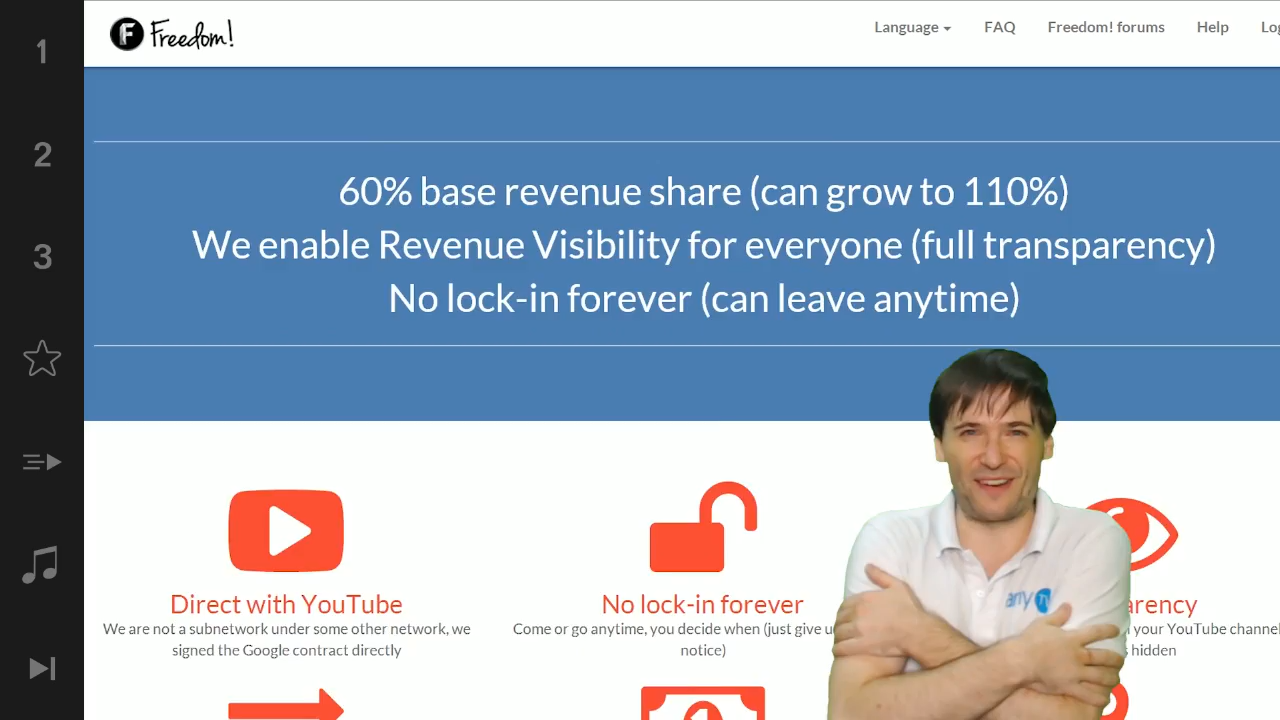 1
2
3
F Freedom!
Language
FAQ
Freedom! forums
Help
60% base revenue share (can grow to 110%)
We enable Revenue Visibility for everyone (full transparency)
No lock-in forever (can leave anytime)
Direct with YouTube
We are not a subnetwork under some other network, we
signed the Google contract directly
No lock-in forever
Come or go anytime, you decide when (just give
notice)
your YouTube channel
hidden
any TV